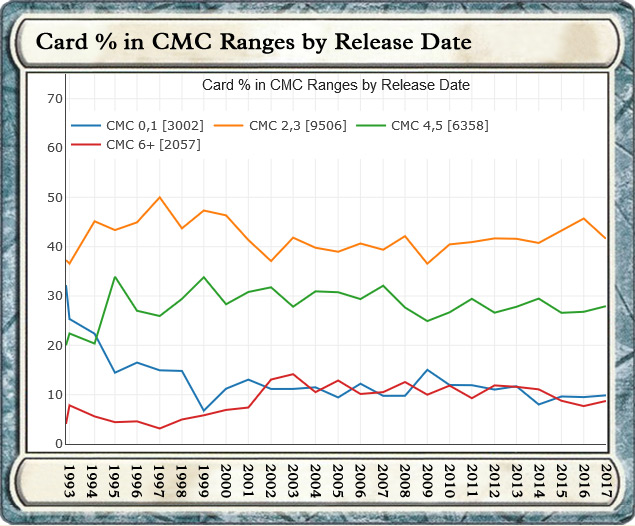 Card % in CMC Ranges by Release Date
Card % in CMC Ranges by Release Date
70
CMC 0,1 [3002] CMC 2,3 [9506] CMC 4,5 [6358]
CMC 6+ [2057]
60
50
40
30
20
10
0
1993 1994 1995 1996 1997 1998 1999 2000 2001 2002 2003 2004 2005 2006 2007 2008 2009 2010 2011 2012 2013 2014 2015 2016 2017